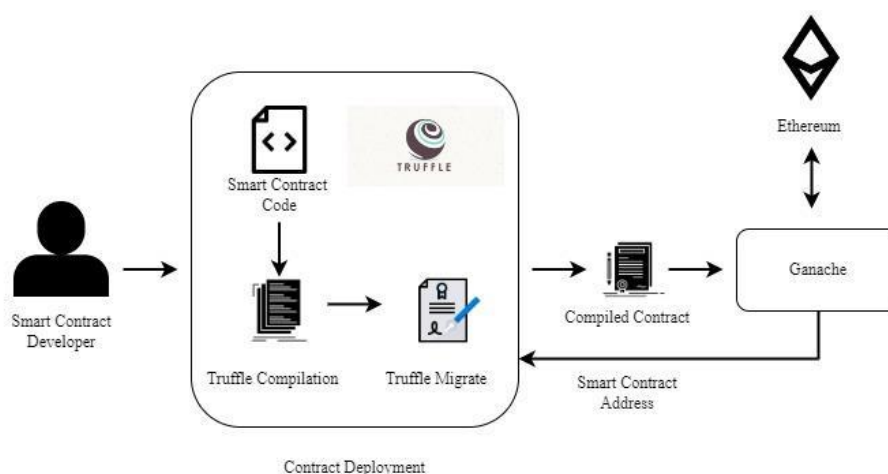 Ethereum
TRUFFLE
Smart Contract
Code
Ganache
Smart Contract
Developer
Compiled Contract
Truffle Compilation
Truffle Migrate
Smart Contract
Address
Contract Deployment